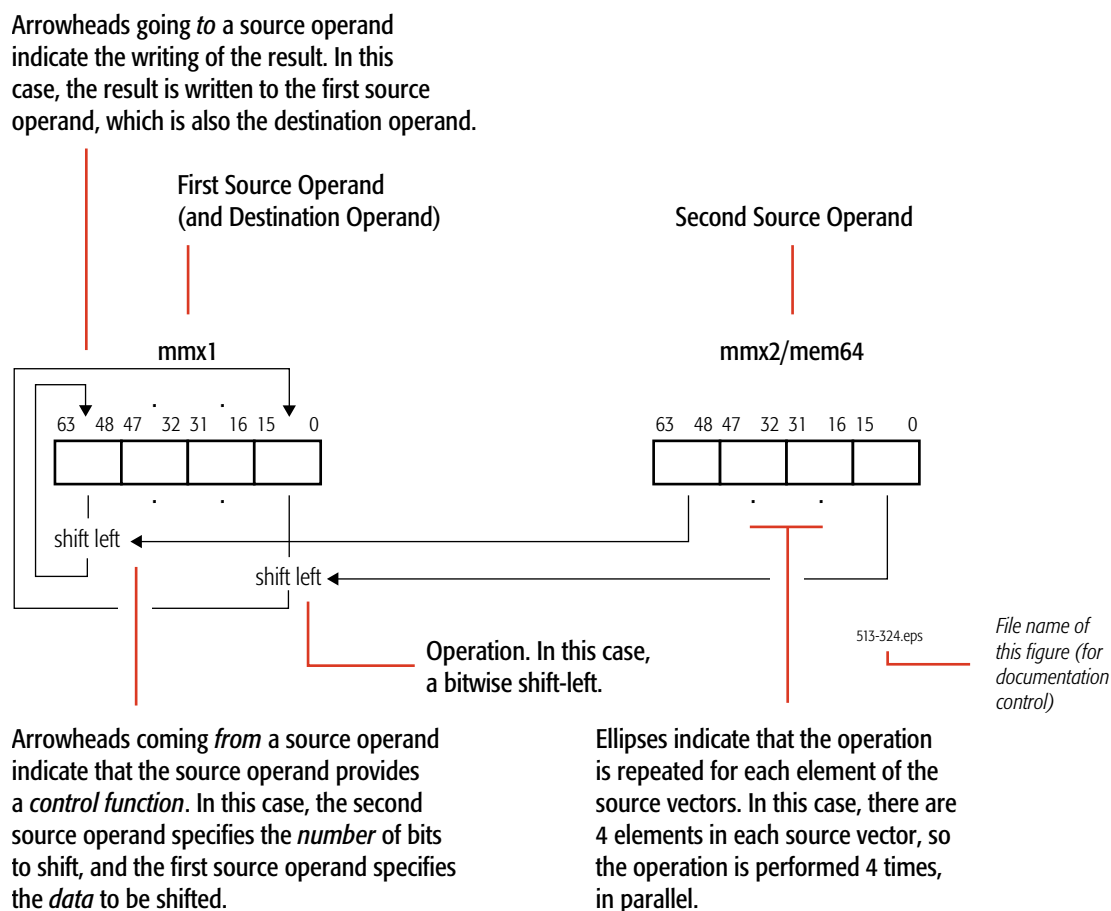 Arrowheads going to a source operand
indicate the writing of the result. In this
case, the result is written to the first source
operand, which is also the destination operand.
First Source Operand
(and Destination Operand)
Second Source Operand
mmx1
mmx2/mem64
. .
63 48 47 32 31 16 15 0
63 48 47 32 31 16 15 0
. .
. .
shift left
shift left
Operation. In this case,
a bitwise shift-left.
513-324.eps
File name of
this figure (for
documentation
control)
Arrowheads coming from a source operand
indicate that the source operand provides
a control function. In this case, the second
source operand specifies the number of bits
to shift, and the first source operand specifies
the data to be shifted.
Ellipses indicate that the operation
is repeated for each element of the
source vectors. In this case, there are
4 elements in each source vector, so
the operation is performed 4 times,
in parallel.